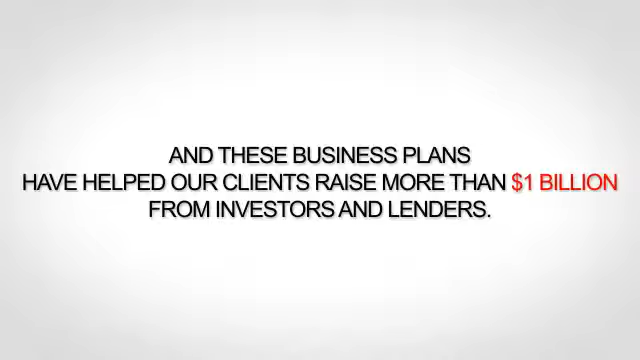 AND THESE BUSINESS PLANS
HAVE HELPED OUR CLIENTS RAISE MORE THAN $1 BILLION
FROM INVESTORS AND LENDERS.